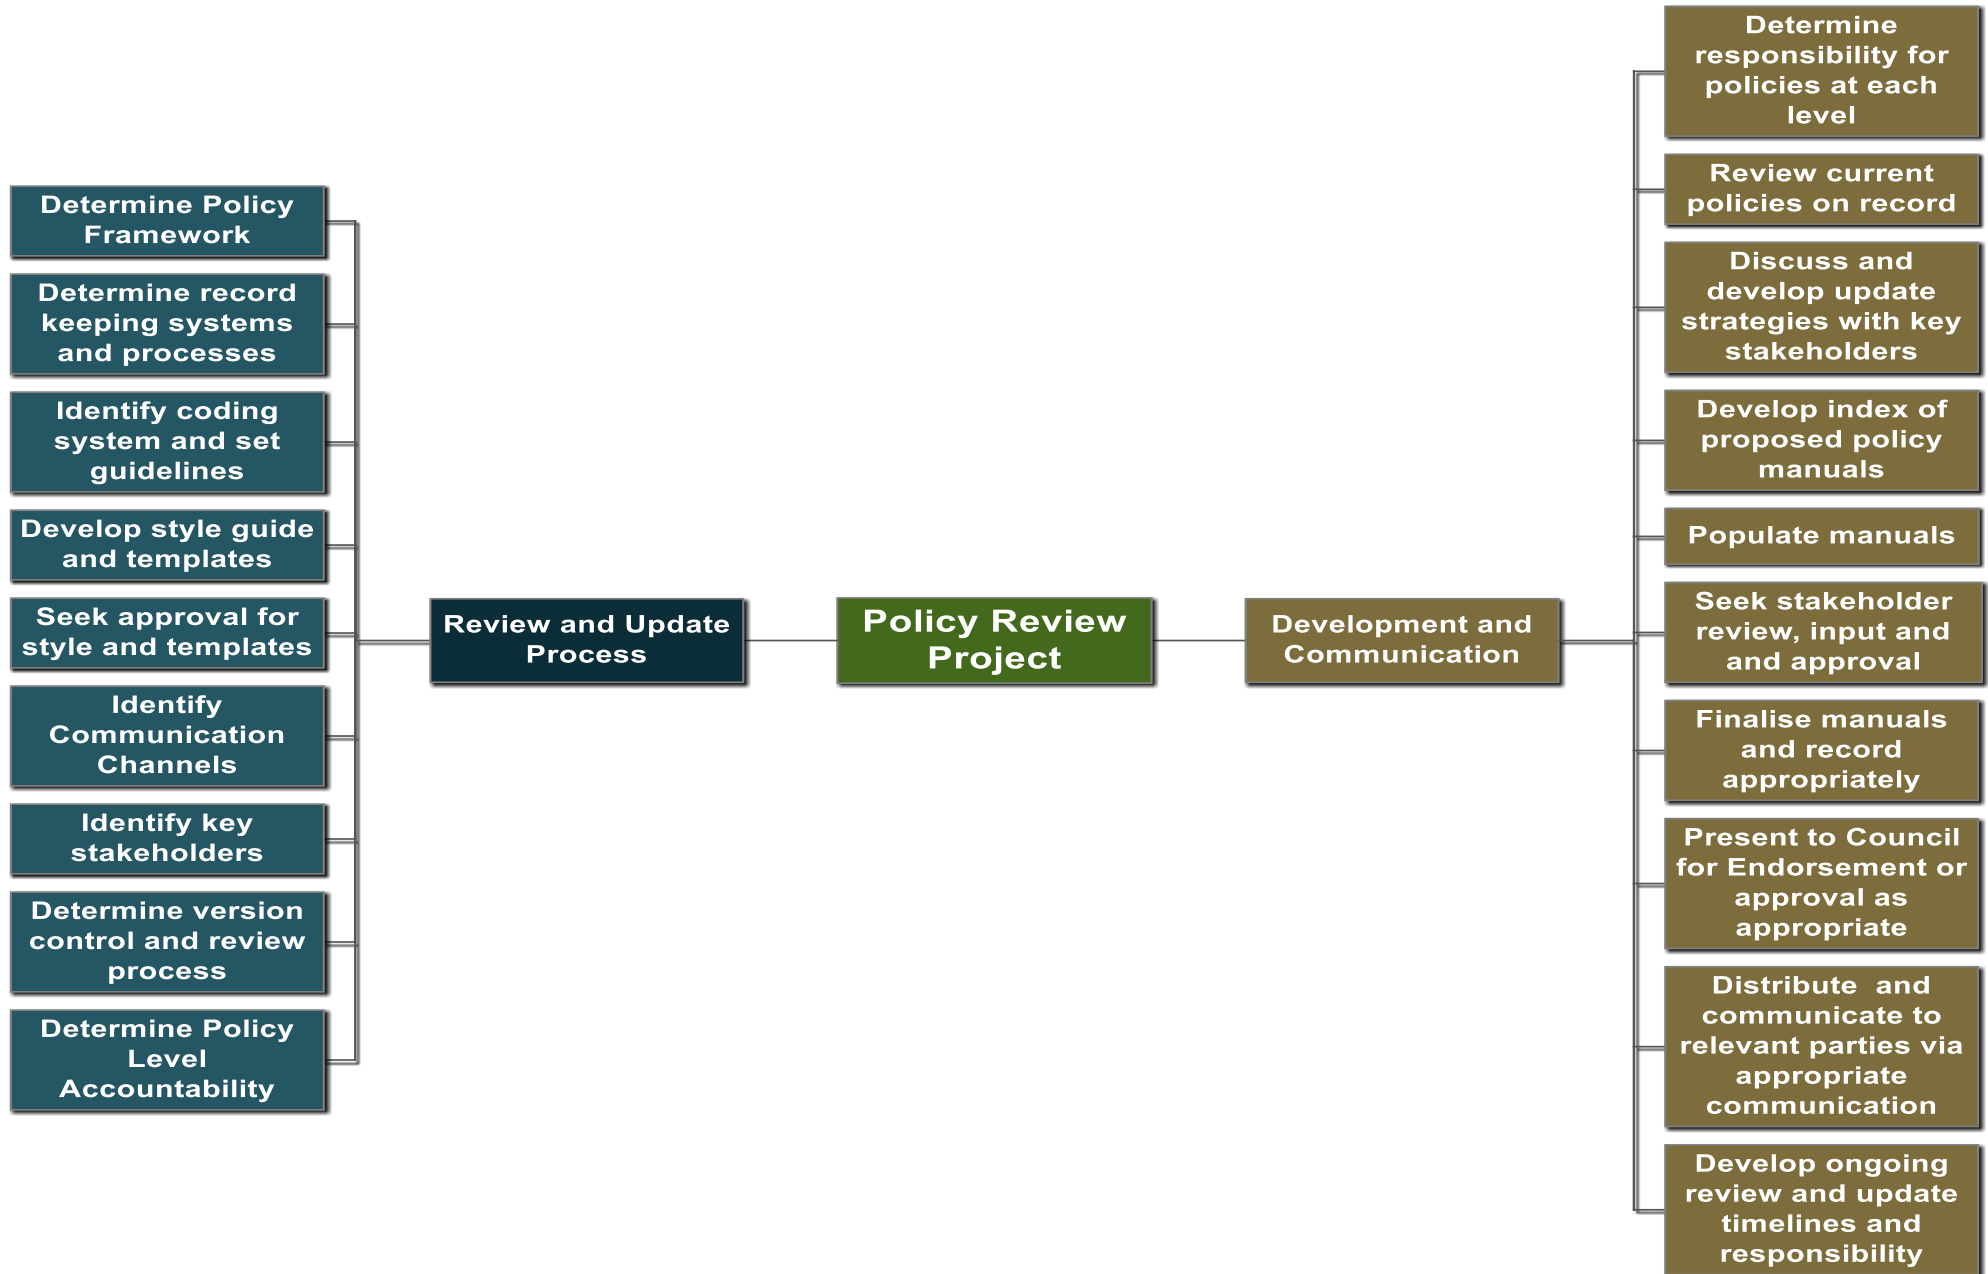 Determine Policy
Framework
Determine record
keeping systems
and processes
Identify coding
system and set
guidelines
Develop style guide
and templates
Seek approval for
style and templates
Identify
Communication
Channels
Identify key
stakeholders
Determine version
control and review
process
Determine Policy
Level
Accountability
Review and Update
Process
Policy Review
Project
Development and
Communication
Determine
responsibility for
policies at each
level
Review current
policies on record
Discuss and
develop update
strategies with key
stakeholders
Develop index of
proposed policy
manuals
Populate manuals
Seek stakeholder
review, input and
and approval
Finalise manuals
and record
appropriately
Present to Council
for Endorsement or
approval as
appropriate
Distribute  and
communicate to
relevant parties via
appropriate
communication
Develop ongoing
review and update
timelines and
responsibility